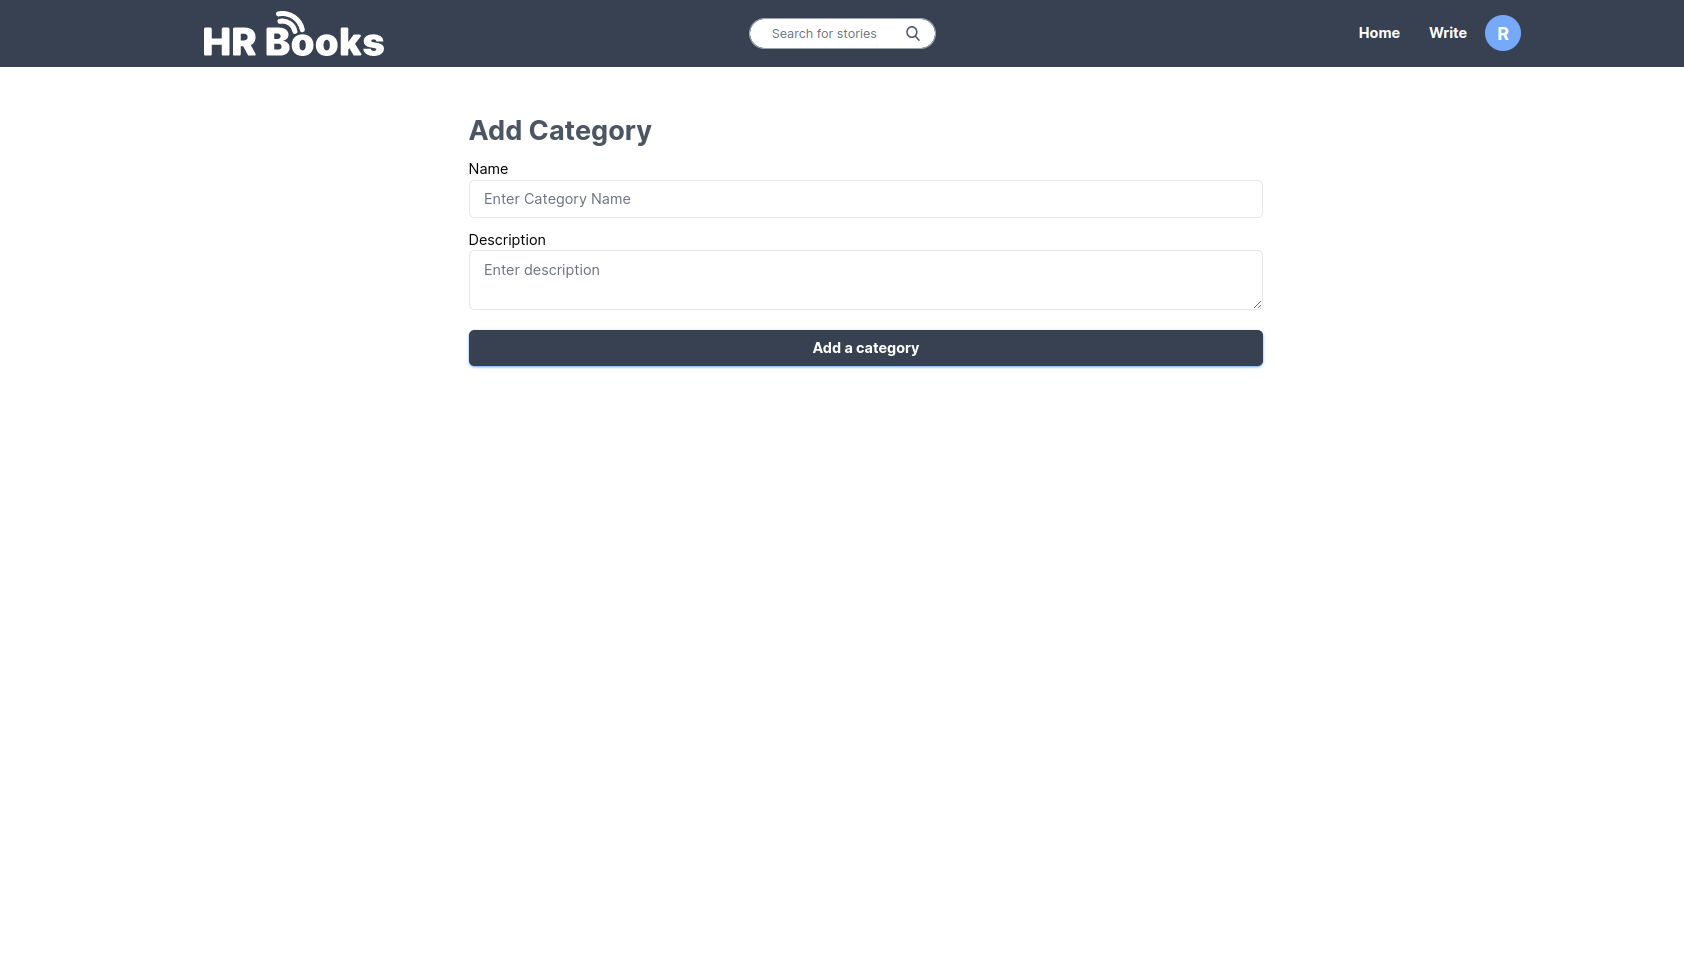 HR Books
Search for stories
Home
Write
R
Add Category
Name
Enter Category Name
Description
Enter description
Add a category